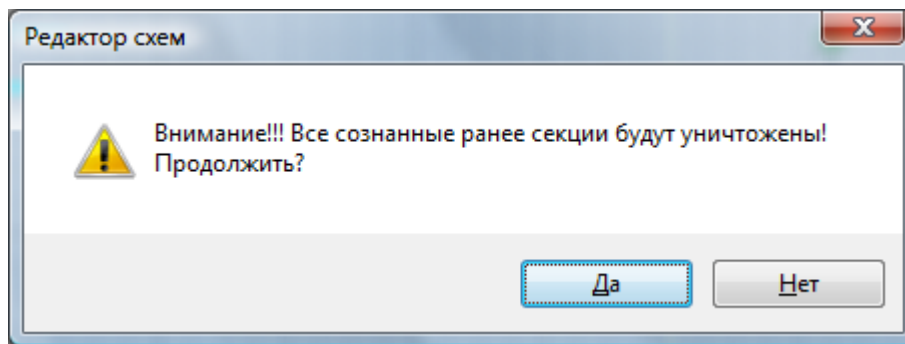 Редактор схем
Внимание!!! Все сознанные ранее секции будут уничтожены!
Продолжить?
Да
Нет